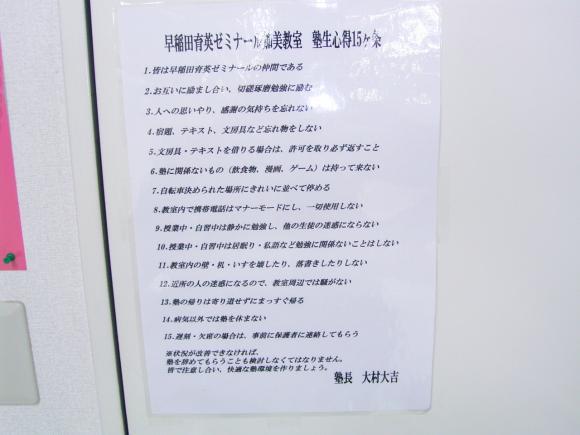 早稲田育英ゼミナール加美教室 塾生心得15ヶ条
1.皆は早稲田育英ゼミナールの仲間である
2.お互いに励まし合い、切磋琢磨勉強に励む
3.人への思いやり、感謝の気持ちを忘れない
4.宿題、テキスト、文房具など忘れ物をしない
5.文房具・テキストを借りる場合は、許可を取り必ず返すこと
6.塾に関係ないもの（飲食物、漫画、ゲーム）は持って来ない
7.自転車決められた場所にきれいに並べて停める
8.教室内で携帯電話はマナーモードにし、一切使用しない
9.授業中・自習中は静かに勉強し、他の生徒の迷惑にならない
10.授業中・自習中は居眠り・私語など勉強に関係ないことはしない
11.教室内の壁・机・いすを壊したり、落書きしたりしない
12.近所の人の迷惑になるので、教室周辺では騒がない
13.塾の帰りは寄り道せずにまっすぐ帰る
14.病気以外では塾を休まない
15.遅刻・欠席の場合は、事前に保護者に連絡してもらう
※状況が改善できなければ、
塾を辞めてもらうことも検討しなくてはなりません。
皆で注意し合い、快適な塾環境を作りましょう。
塾長 大村大吉